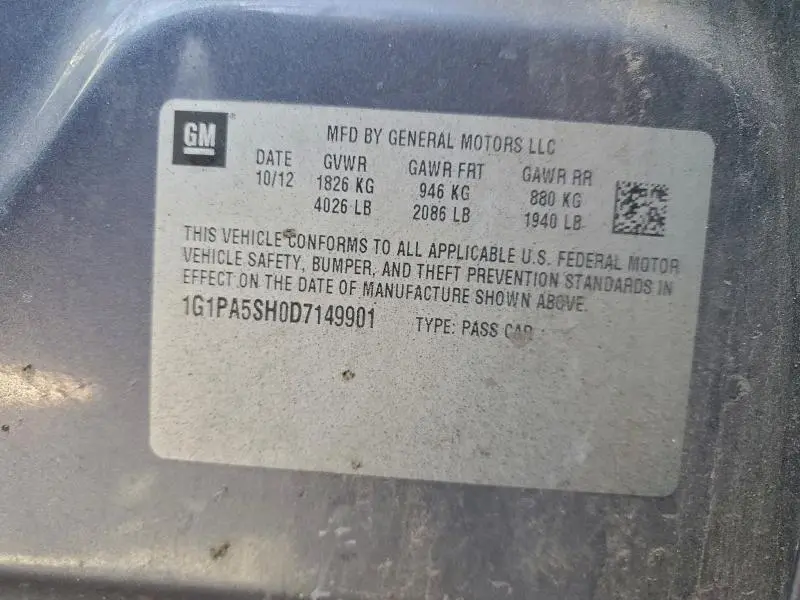 GM
MFD BY GENERAL MOTORS LLC
DATE GVWR GAWR FRT GAWR RR
10/12 1826 KG 946 KG 880 KG
4026 LB 2086 LB 1940 LB
THIS VEHICLE CONFORMS TO ALL APPLICABLE U.S. FEDERAL MOTOR
VEHICLE SAFETY, BUMPER, AND THEFT PREVENTION STANDARDS IN
EFFECT ON THE DATE OF MANUFACTURE SHOWN ABOVE.
1G1PA5SH0D7149901 TYPE: PASS CAR